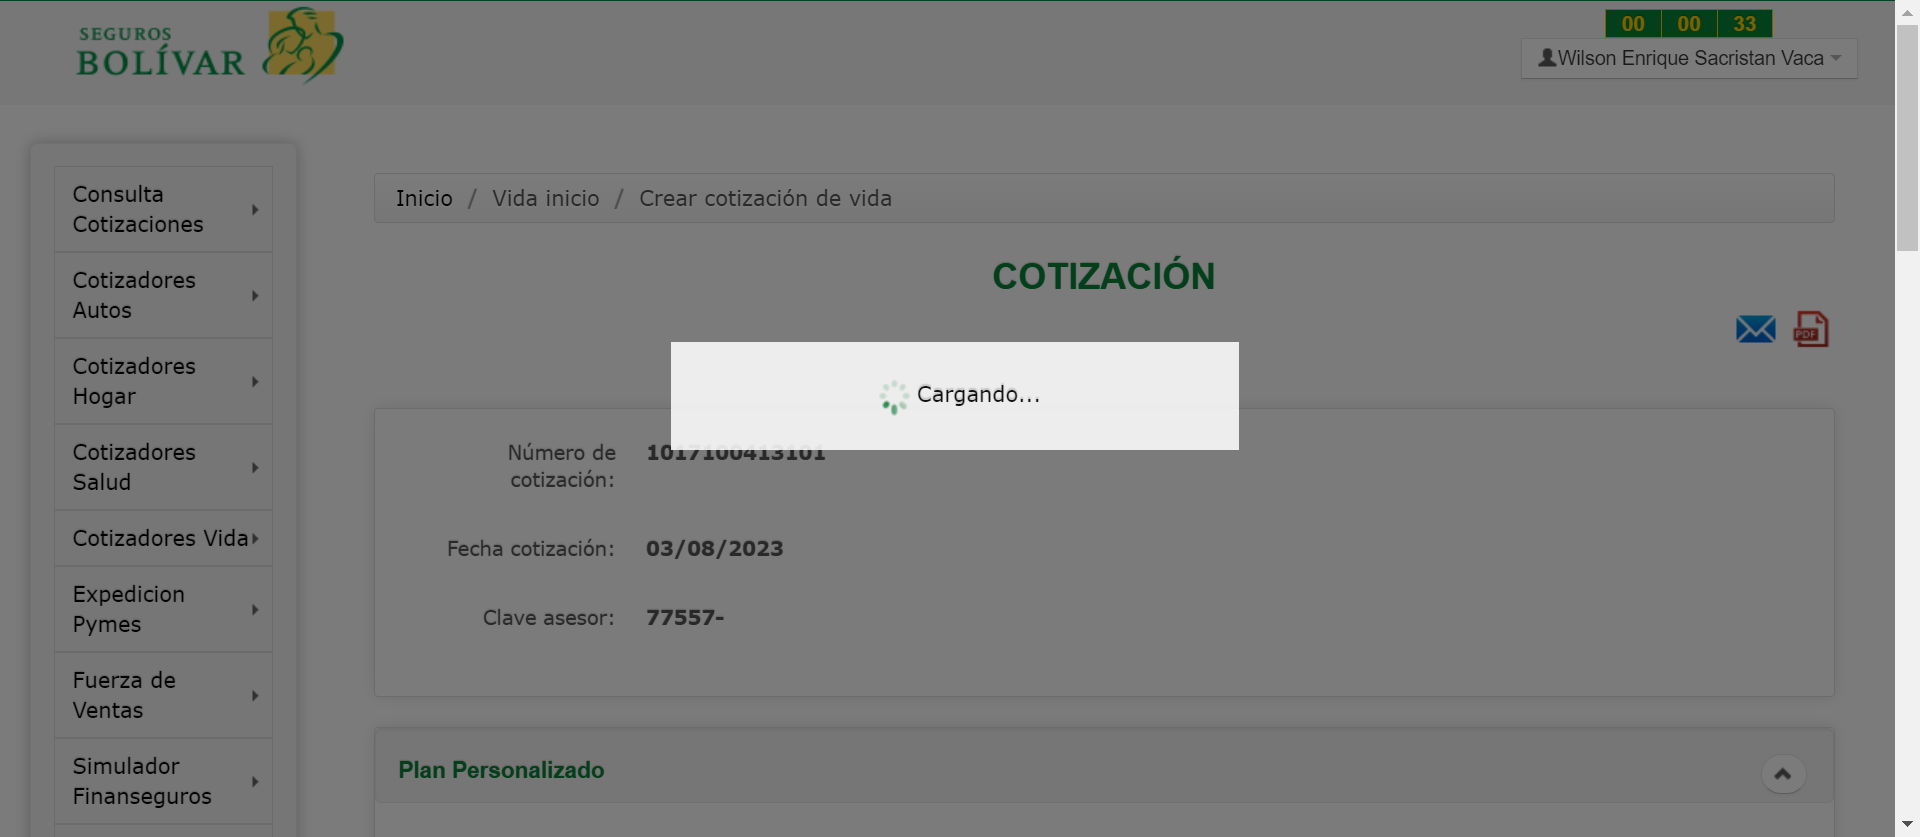 SEGUROS
BOLÍVAR
00 00 33
Wilson Enrique Sacristan Vaca
Consulta
Cotizaciones
Cotizadores
Autos
Cotizadores
Hogar
Cotizadores
Salud
Cotizadores Vida
Expedicion
Pymes
Fuerza de
Ventas
Simulador
Finanseguros
Inicio / Vida inicio / Crear cotización de vida
COTIZACIÓN
PDF
Cargando...
Número de
cotización:
1017100413101
Fecha cotización: 03/08/2023
Clave asesor: 77557-
Plan Personalizado